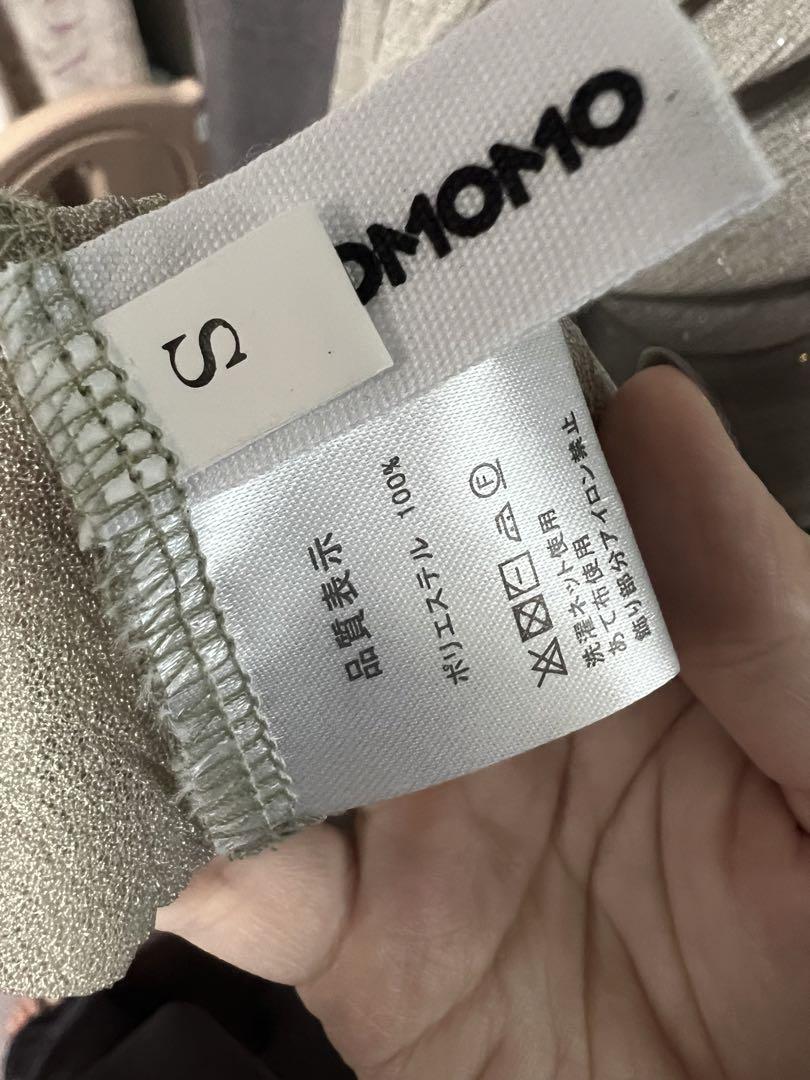 OMOMO
S
品質表示
ポリエステル 100%
F
洗濯ネット使用
あて布使用
飾り部分アイロン禁止